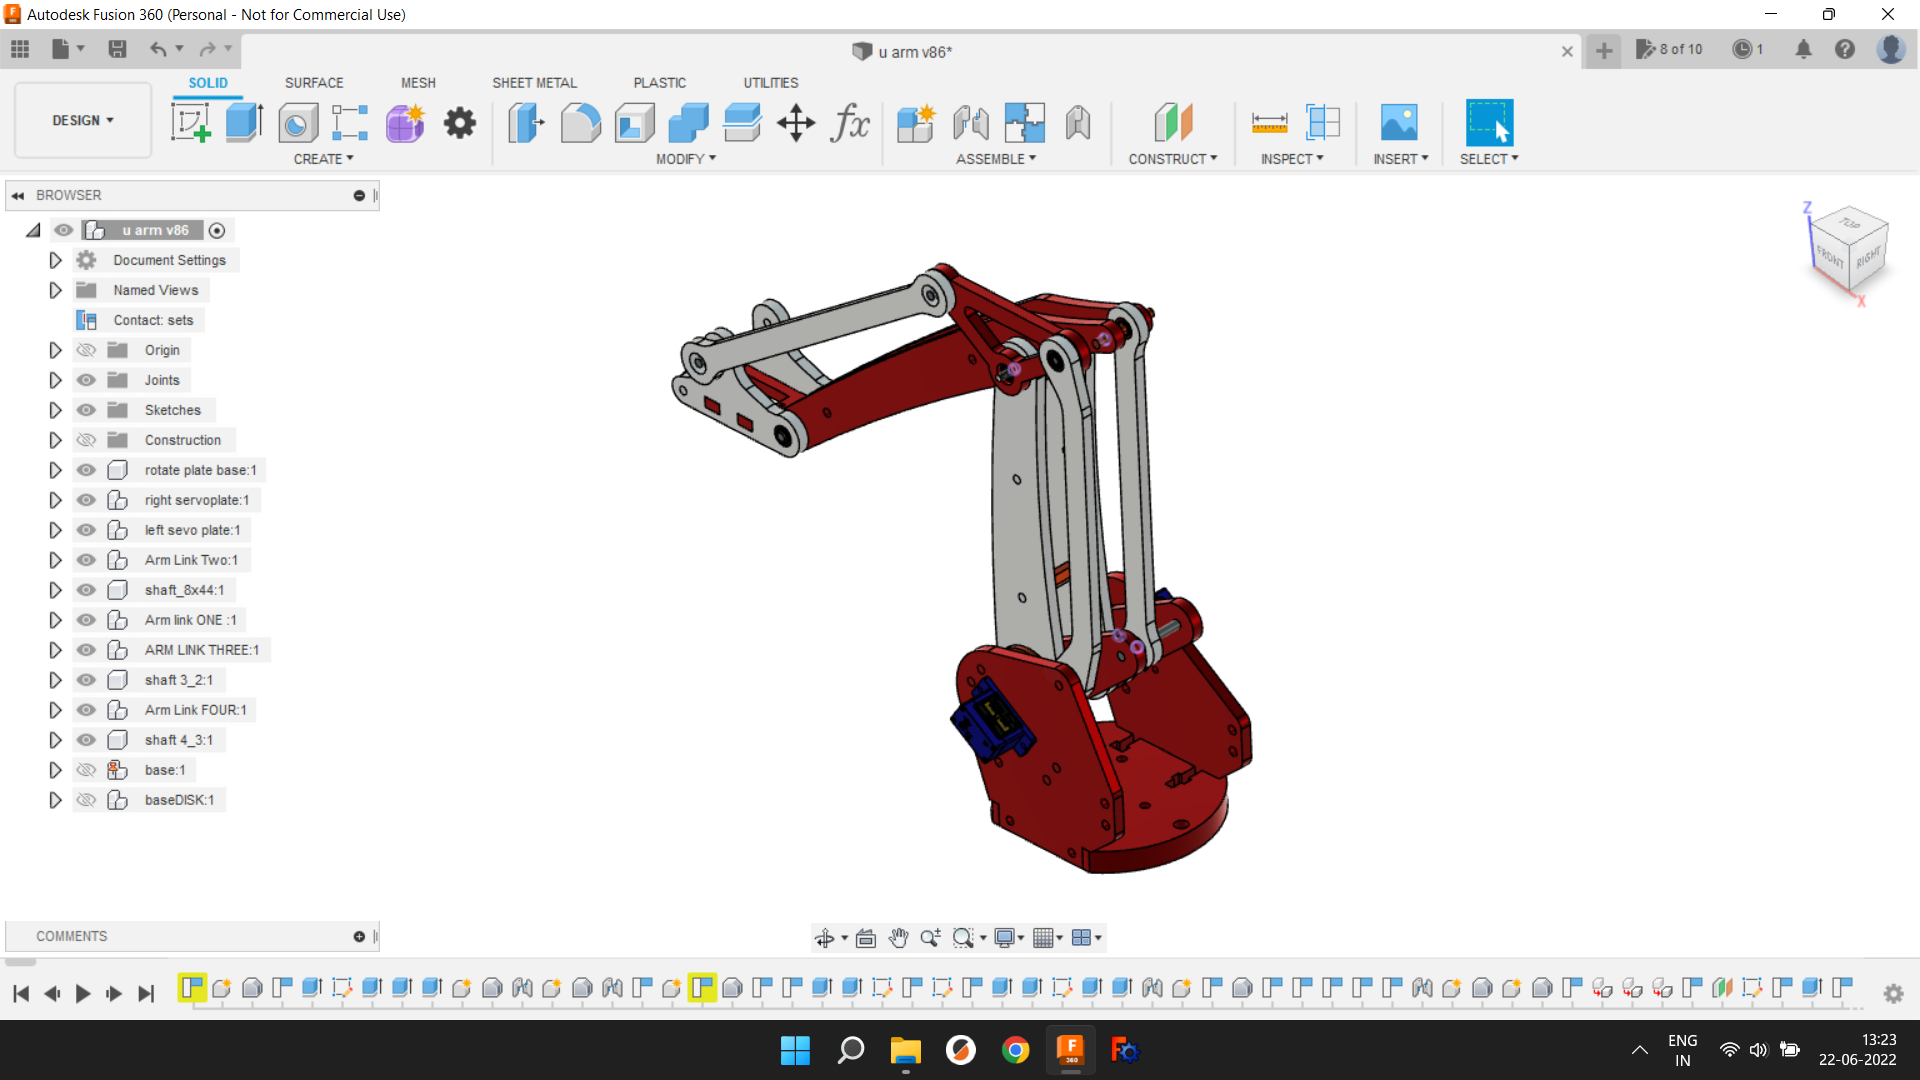 Autodesk Fusion 360 (Personal - Not for Commercial Use)
u arm v86*
8 of 10
1
SOLID
SURFACE
MESH
SHEET METAL
PLASTIC
UTILITIES
DESIGN
CREATE
MODIFY
ASSEMBLE
CONSTRUCT
INSPECT
INSERT
SELECT
fx
BROWSER
u arm v86
Document Settings
Named Views
Contact: sets
Origin
Joints
Sketches
Construction
rotate plate base:1
right servoplate:1
left sevo plate:1
Arm Link Two:1
shaft_8x44:1
Arm link ONE :1
ARM LINK THREE:1
shaft 3_2:1
Arm Link FOUR:1
shaft 4_3:1
base:1
baseDISK:1
Z
TOP
FRONT
RIGHT
X
COMMENTS
F
360
ENG
IN
13:23
22-06-2022